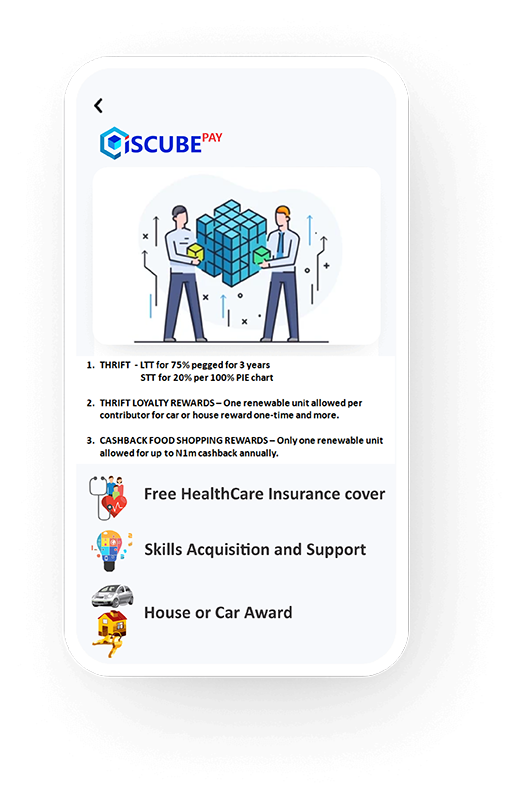 iSCUBE PAY
1. THRIFT - LTT for 75% pegged for 3 years
STT for 20% per 100% PIE chart
2. THRIFT LOYALTY REWARDS – One renewable unit allowed per
contributor for car or house reward one-time and more.
3. CASHBACK FOOD SHOPPING REWARDS – Only one renewable unit
allowed for up to N1m cashback annually.
Free HealthCare Insurance cover
Skills Acquisition and Support
House or Car Award